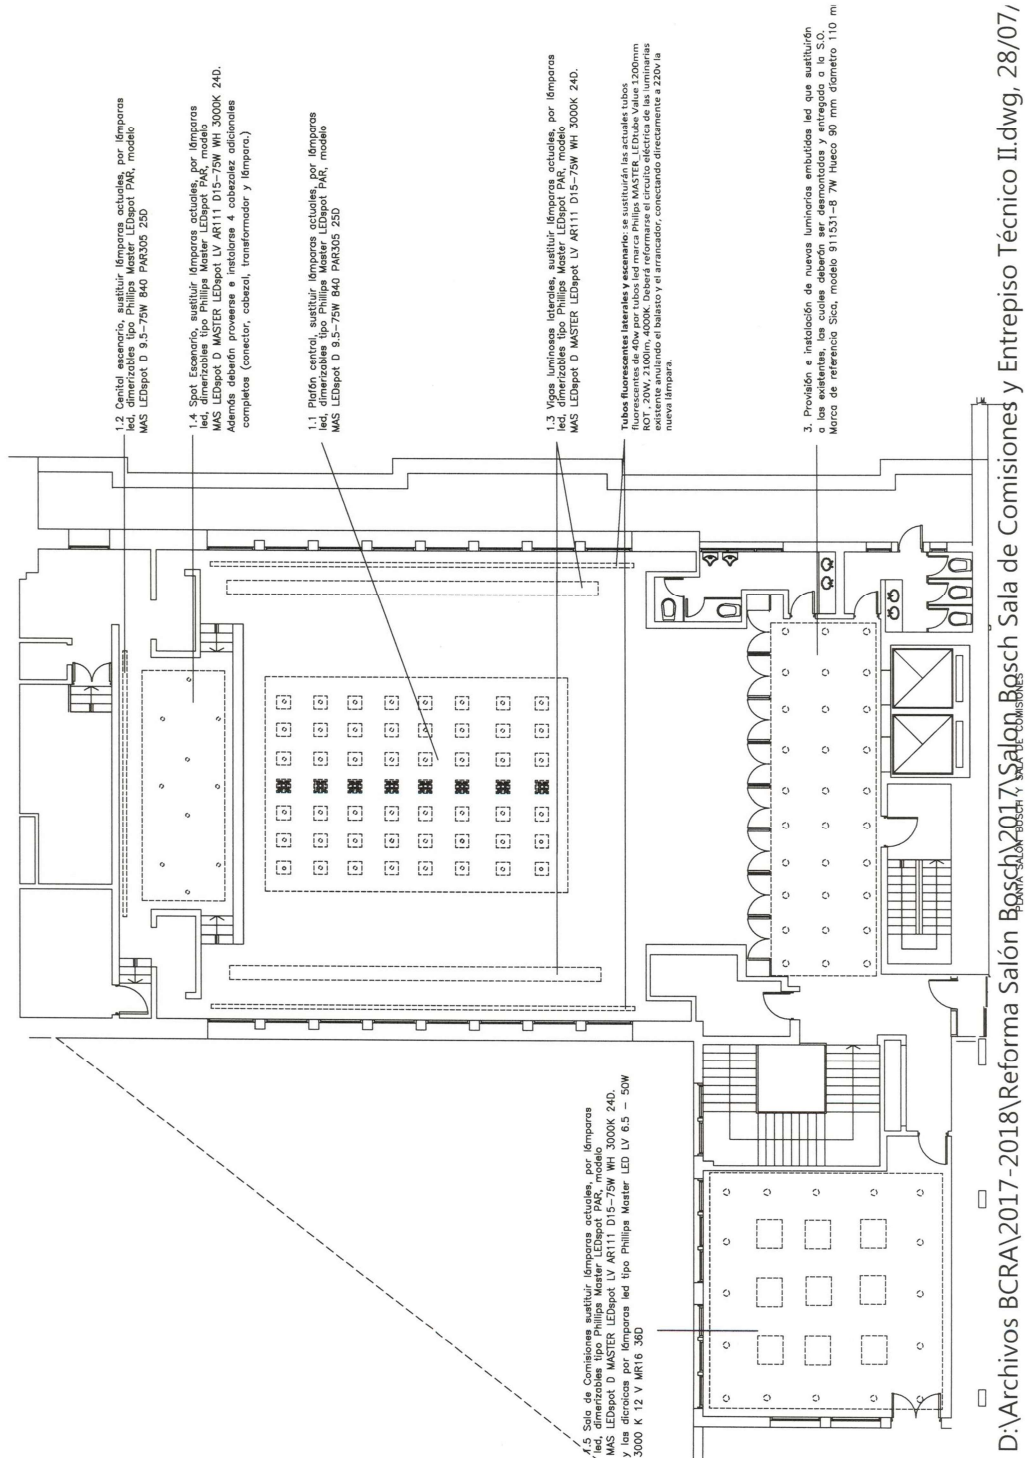 1.2 Cenital escenario, sustituir lámparas actuales, por lámparas
led, dimerizables tipo Phillips Master LEDspot PAR, modelo
MAS LEDspot D 9.5-75W 840 PAR30S 25D
1.4 Spot Escenario, sustituir lámparas actuales, por lámparas
led, dimerizables tipo Phillips Master LEDspot PAR, modelo
MAS LEDspot D MASTER LEDspot LV AR111 D15-75W WH 3000K 24D.
Además deberán proveerse e instalarse 4 cabezalez adicionales
completos (conector, cabezal, transformador y lámpara.)
1.1 Plafón central, sustituir lámparas actuales, por lámparas
led, dimerizables tipo Phillips Master LEDspot PAR, modelo
MAS LEDspot D 9.5-75W 840 PAR30S 25D
1.3 Vigas luminosas laterales, sustituir lámparas actuales, por lámparas
led, dimerizables tipo Phillips Master LEDspot PAR, modelo
MAS LEDspot D MASTER LEDspot LV AR111 D15-75W WH 3000K 24D.
Tubos fluorescentes laterales y escenario: se sustituirán las actuales tubos
fluorescentes de 40w por tubos led marca Philips MASTER_LEDtube Value 1200mm
ROT , 20W, 2100lm, 4000K. Deberá reformarse el circuito eléctrica de las luminarias
existente anulando el balasto y el arrancador, conectando directamente a 220v la
nueva lámpara.
3. Provisión e instalación de nuevas luminarias embutidas led que sustituirán
a las existentes, las cuales deberán ser desmontadas y entregada a la S.O.
Marca de referencia Sica, modelo 911531-B 7W Hueco 90 mm diametro 110 m
1.5 Sala de Comisiones sustituir lámparas actuales, por lámparas
led, dimerizables tipo Phillips Master LEDspot PAR, modelo
MAS LEDspot D MASTER LEDspot LV AR111 D15-75W WH 3000K 24D.
y las dicroicas por lámparas led tipo Phillips Master LED LV 6.5 - 50W
3000 K 12 V MR16 36D
PLANTA SALON BOSCH Y SALA DE COMISIONES
D:\Archivos BCRA\2017-2018\Reforma Salón Bosch\2017\Salon Bosch Sala de Comisiones y Entrepiso Técnico II.dwg, 28/07/